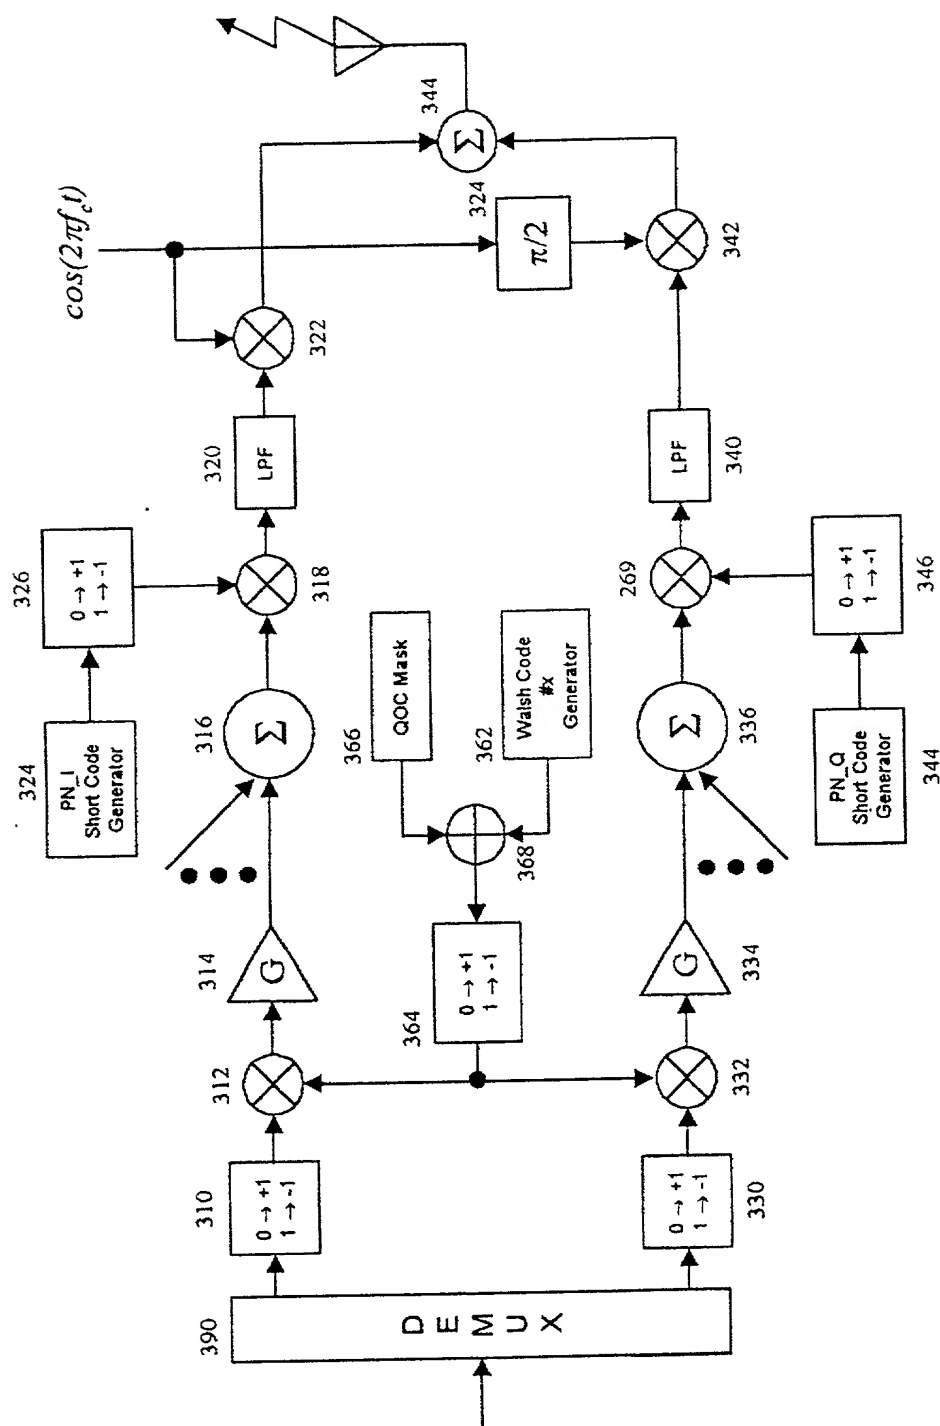 390
DEMUX
310
0 → +1
1 → -1
312
314
G
324
PN_I
Short Code
Generator
326
0 → +1
1 → -1
316
Σ
318
320
LPF
322
cos(2πf_c t)
366
QOC Mask
362
Walsh Code
#x
Generator
368
364
0 → +1
1 → -1
324
π/2
344
Σ
330
0 → +1
1 → -1
332
334
G
336
Σ
269
344
PN_Q
Short Code
Generator
346
0 → +1
1 → -1
340
LPF
342